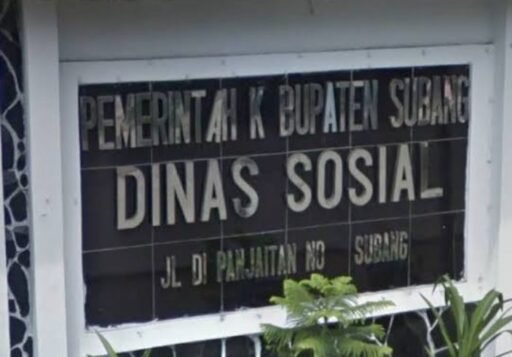 PEMERINTAH K BUPATEN SUBANG
DINAS SOSIAL
JL DI PANJAITAN NO SUBANG